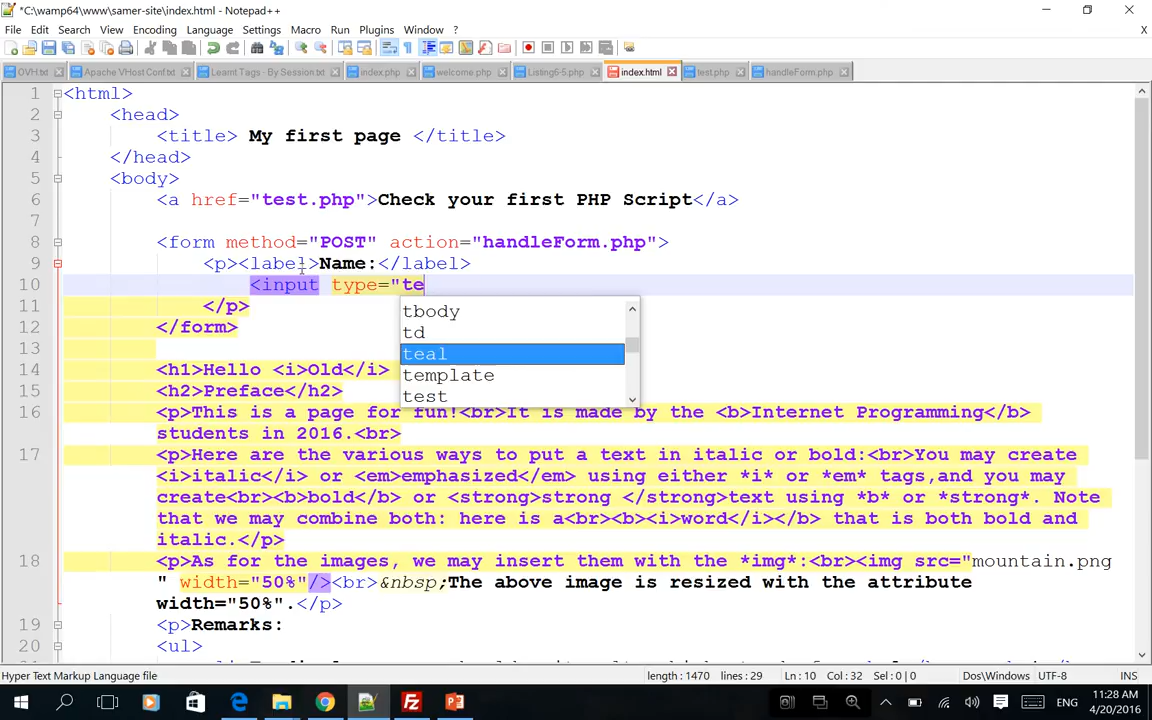 *C:\wamp64\www\samer-site\index.html - Notepad++
File Edit Search View Encoding Language Settings Macro Run Plugins Window ? X
OVH.txt Apache VHost Conf.txt Learnt Tags - By Session.txt index.php welcome.php Listing6-5.php index.html test.php handleForm.php
1 <html>
2 <head>
3 <title> My first page </title>
4 </head>
5 <body>
6 <a href="test.php">Check your first PHP Script</a>
7
8 <form method="POST" action="handleForm.php">
9 <p><label>Name:</label>
10 <input type="te
tbody
td
teal
template
test
11 </p>
12 </form>
13
14 <h1>Hello <i>Old</i>
15 <h2>Preface</h2>
16 <p>This is a page for fun!<br>It is made by the <b>Internet Programming</b>
students in 2016.<br>
17 <p>Here are the various ways to put a text in italic or bold:<br>You may create
<i>italic</i> or <em>emphasized</em> using either *i* or *em* tags,and you may
create<br><b>bold</b> or <strong>strong </strong>text using *b* or *strong*. Note
that we may combine both: here is a<br><b><i>word</i></b> that is both bold and
italic.</p>
18 <p>As for the images, we may insert them with the *img*:<br><img src="mountain.png
" width="50%"/><br>&nbsp;The above image is resized with the attribute
width="50%".</p>
19 <p>Remarks:
20 <ul>
Hyper Text Markup Language file length : 1470 lines : 29 Ln : 10 Col : 32 Sel : 0 | 0 Dos\Windows UTF-8 INS
ENG
11:28 AM
4/20/2016